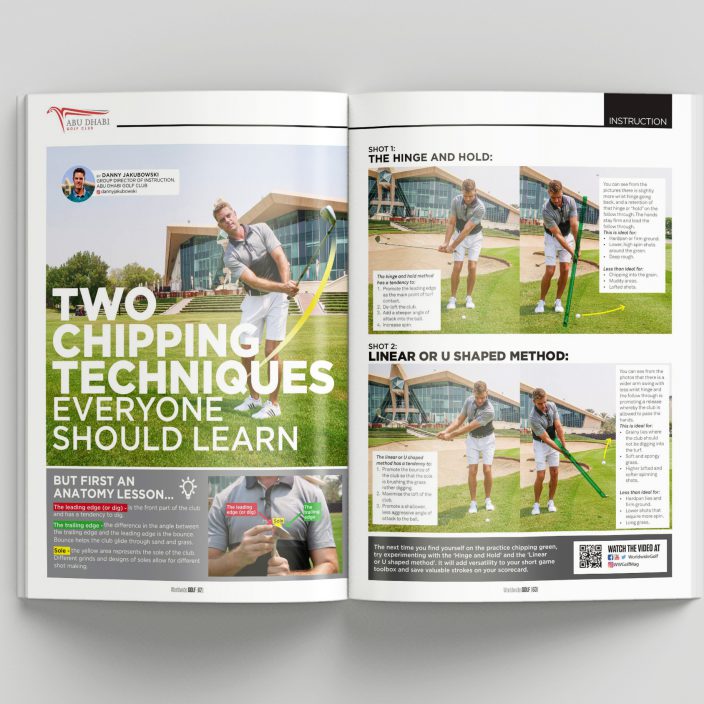 ABU DHABI
GOLF CLUB
BY DANNY JAKUBOWSKI
GROUP DIRECTOR OF INSTRUCTION,
ABU DHABI GOLF CLUB
dannyjakubowski
TWO
CHIPPING
TECHNIQUES
EVERYONE
SHOULD LEARN
BUT FIRST AN
ANATOMY LESSON...
The leading edge (or dig) - is the front part of the club
and has a tendency to dig.
The trailing edge - the difference in the angle between
the trailing edge and the leading edge is the bounce.
Bounce helps the club glide through sand and grass.
Sole - the yellow area represents the sole of the club.
Different grinds and designs of soles allow for different
shot making.
The leading
edge (or dig)
Sole
The trailing
edge
Worldwide GOLF
INSTRUCTION
SHOT 1:
THE HINGE AND HOLD:
The hinge and hold method
has a tendency to:
1. Promote the leading edge
as the main point of turf
contact.
2. De-loft the club.
3. Add a steeper angle of
attack into the ball.
4. Increase spin.
You can see from the
pictures there is slightly
more wrist hinge going
back, and a retention of
that hinge or "hold" on the
follow through. The hands
stay firm and lead the
follow through.
This is ideal for:
• Hardpan or firm ground.
• Lower, high spin shots
around the green.
• Deep rough.
Less than ideal for:
• Chipping into the grain.
• Muddy areas.
• Lofted shots.
SHOT 2:
LINEAR OR U SHAPED METHOD:
The linear or U shaped
method has a tendency to:
1. Promote the bounce of
the club so that the sole
is brushing the grass
rather digging.
2. Maximise the loft of the
club.
3. Promote a shallower,
less aggressive angle of
attack to the ball.
You can see from the
photos that there is a
wider arm swing with
less wrist hinge and
the follow through is
promoting a release
whereby the club is
allowed to pass the
hands.
This is ideal for:
• Grainy lies where
the club should
not be digging into
the turf.
• Soft and spongy
grass.
• Higher lofted and
softer spinning
shots.
Less than ideal for:
• Hardpan lies and
firm ground.
• Lower shots that
require more spin.
• Long grass.
The next time you find yourself on the practice chipping green,
try experimenting with the 'Hinge and Hold' and the 'Linear
or U shaped method'. It will add versatility to your short game
toolbox and save valuable strokes on your scorecard.
WATCH THE VIDEO AT
WorldwideGolf
WWGolfMag
Worldwide GOLF